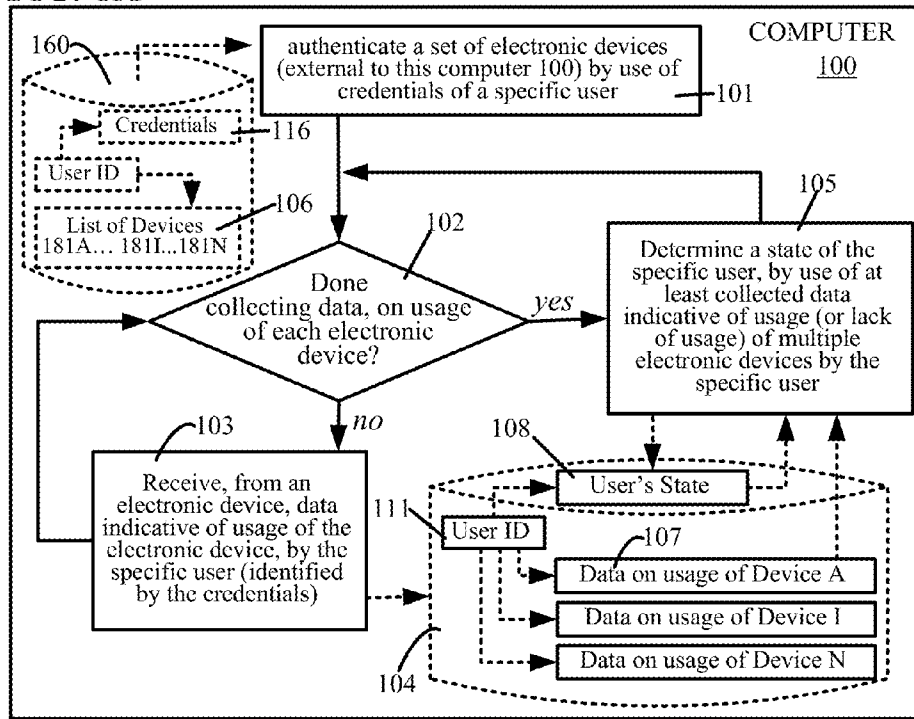 COMPUTER
100
160
authenticate a set of electronic devices
(external to this computer 100) by use of
credentials of a specific user
101
Credentials
116
User ID
List of Devices
181A... 181I...181N
106
102
Done
collecting data, on usage
of each electronic
device?
yes
no
105
Determine a state of the
specific user, by use of at
least collected data
indicative of usage (or lack
of usage) of multiple
electronic devices by the
specific user
103
Receive, from an
electronic device, data
indicative of usage of the
electronic device, by the
specific user (identified
by the credentials)
108
User's State
111
User ID
107
Data on usage of Device A
Data on usage of Device I
Data on usage of Device N
104